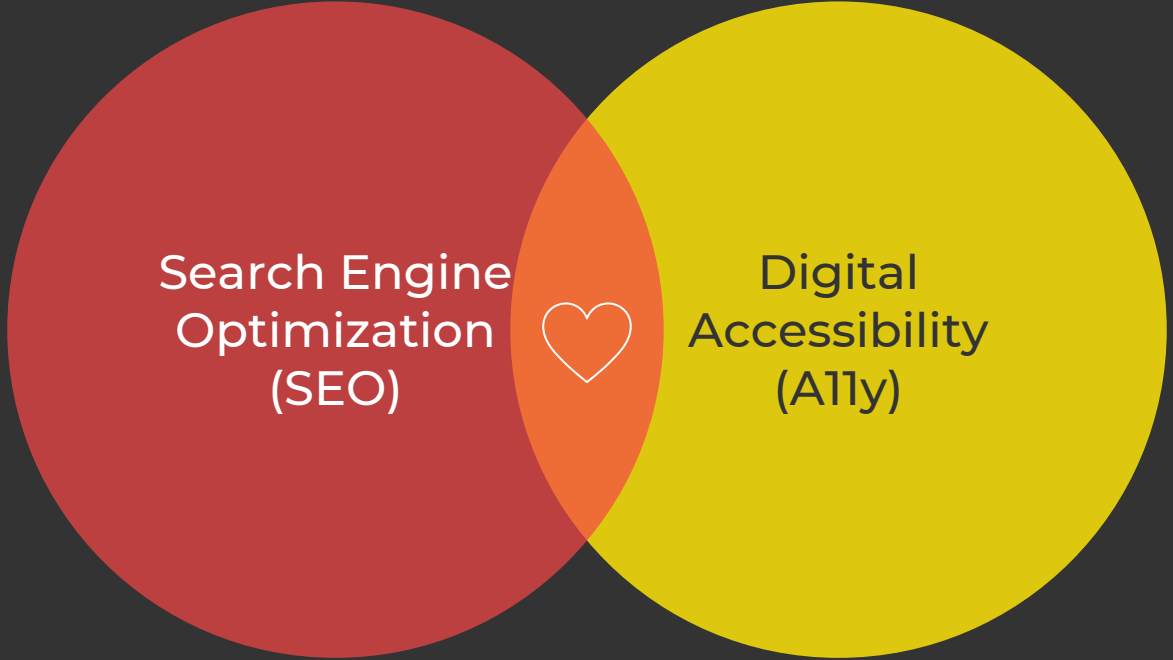 Search Engine
Optimization
(SEO)
Digital
Accessibility
(A11y)